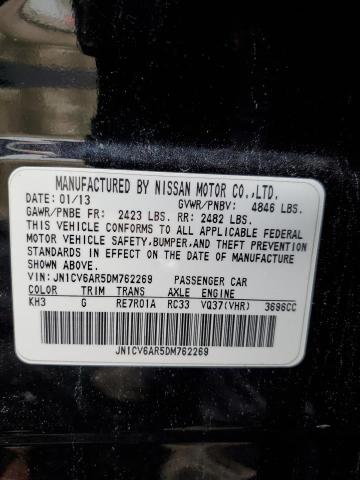 MANUFACTURED BY NISSAN MOTOR CO.,LTD.
DATE: 01/13 GVWR/PNBV: 4846 LBS.
GAWR/PNBE FR: 2423 LBS. RR: 2482 LBS.
THIS VEHICLE CONFORMS TO ALL APPLICABLE FEDERAL
MOTOR VEHICLE SAFETY, BUMPER, AND THEFT PREVENTION
STANDARDS IN EFFECT ON THE DATE OF MANUFACTURE
SHOWN ABOVE.
VIN: JN1CV6AR5DM762269 PASSENGER CAR
COLOR TRIM TRANS AXLE ENGINE
KH3 G RE7R01A RC33 VQ37(VHR) 3696CC
JN1CV6AR5DM762269